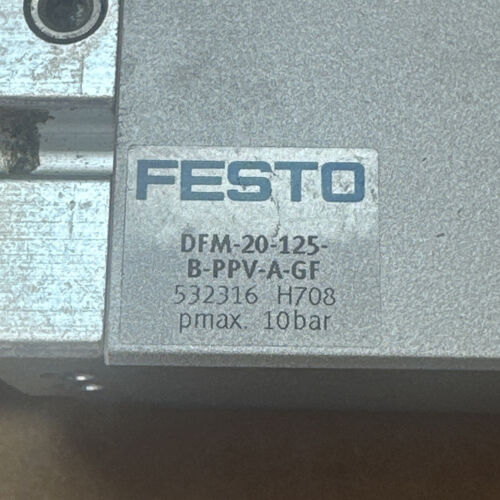 FESTO
DFM-20-125-
B-PPV-A-GF
532316 H708
pmax. 10bar